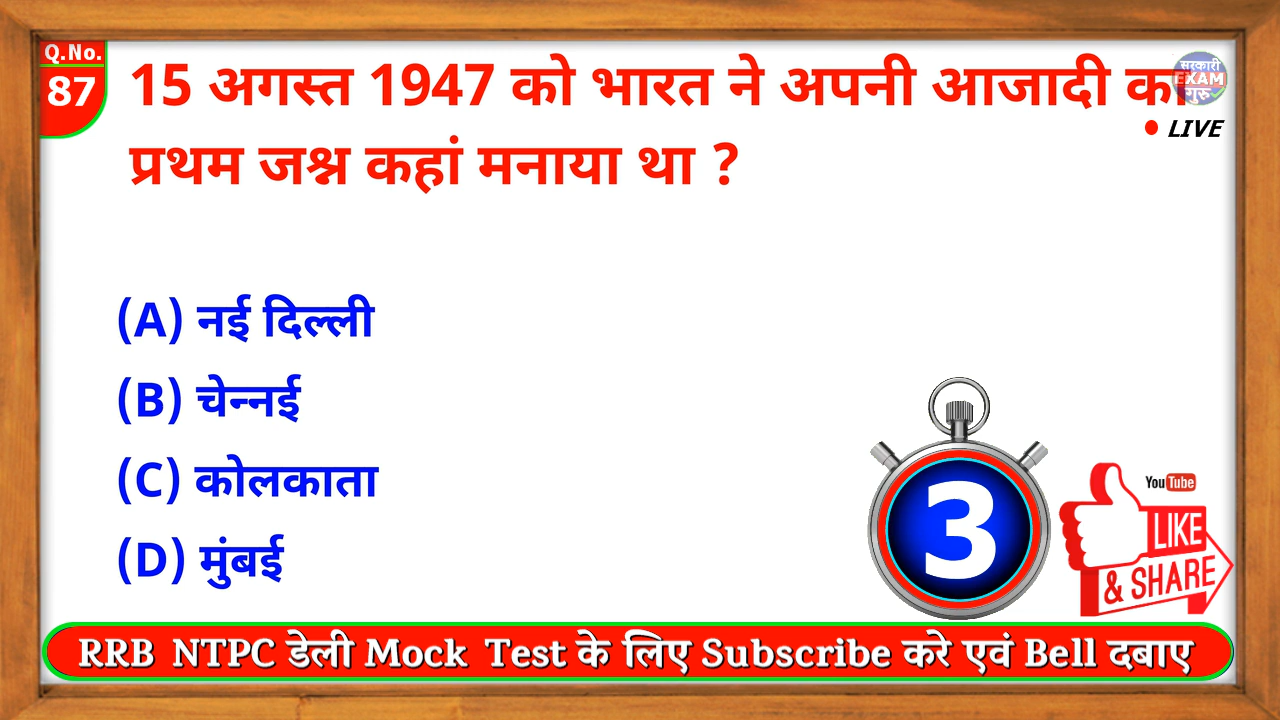 Q.No.
87
15 अगस्त 1947 को भारत ने अपनी आजादी का
प्रथम जश्न कहां मनाया था ?
सरकारी
EXAM
गुरु
LIVE
(A) नई दिल्ली
(B) चेन्नई
(C) कोलकाता
(D) मुंबई
3
YouTube
LIKE
& SHARE
RRB NTPC डेली Mock Test के लिए Subscribe करे एवं Bell दबाए